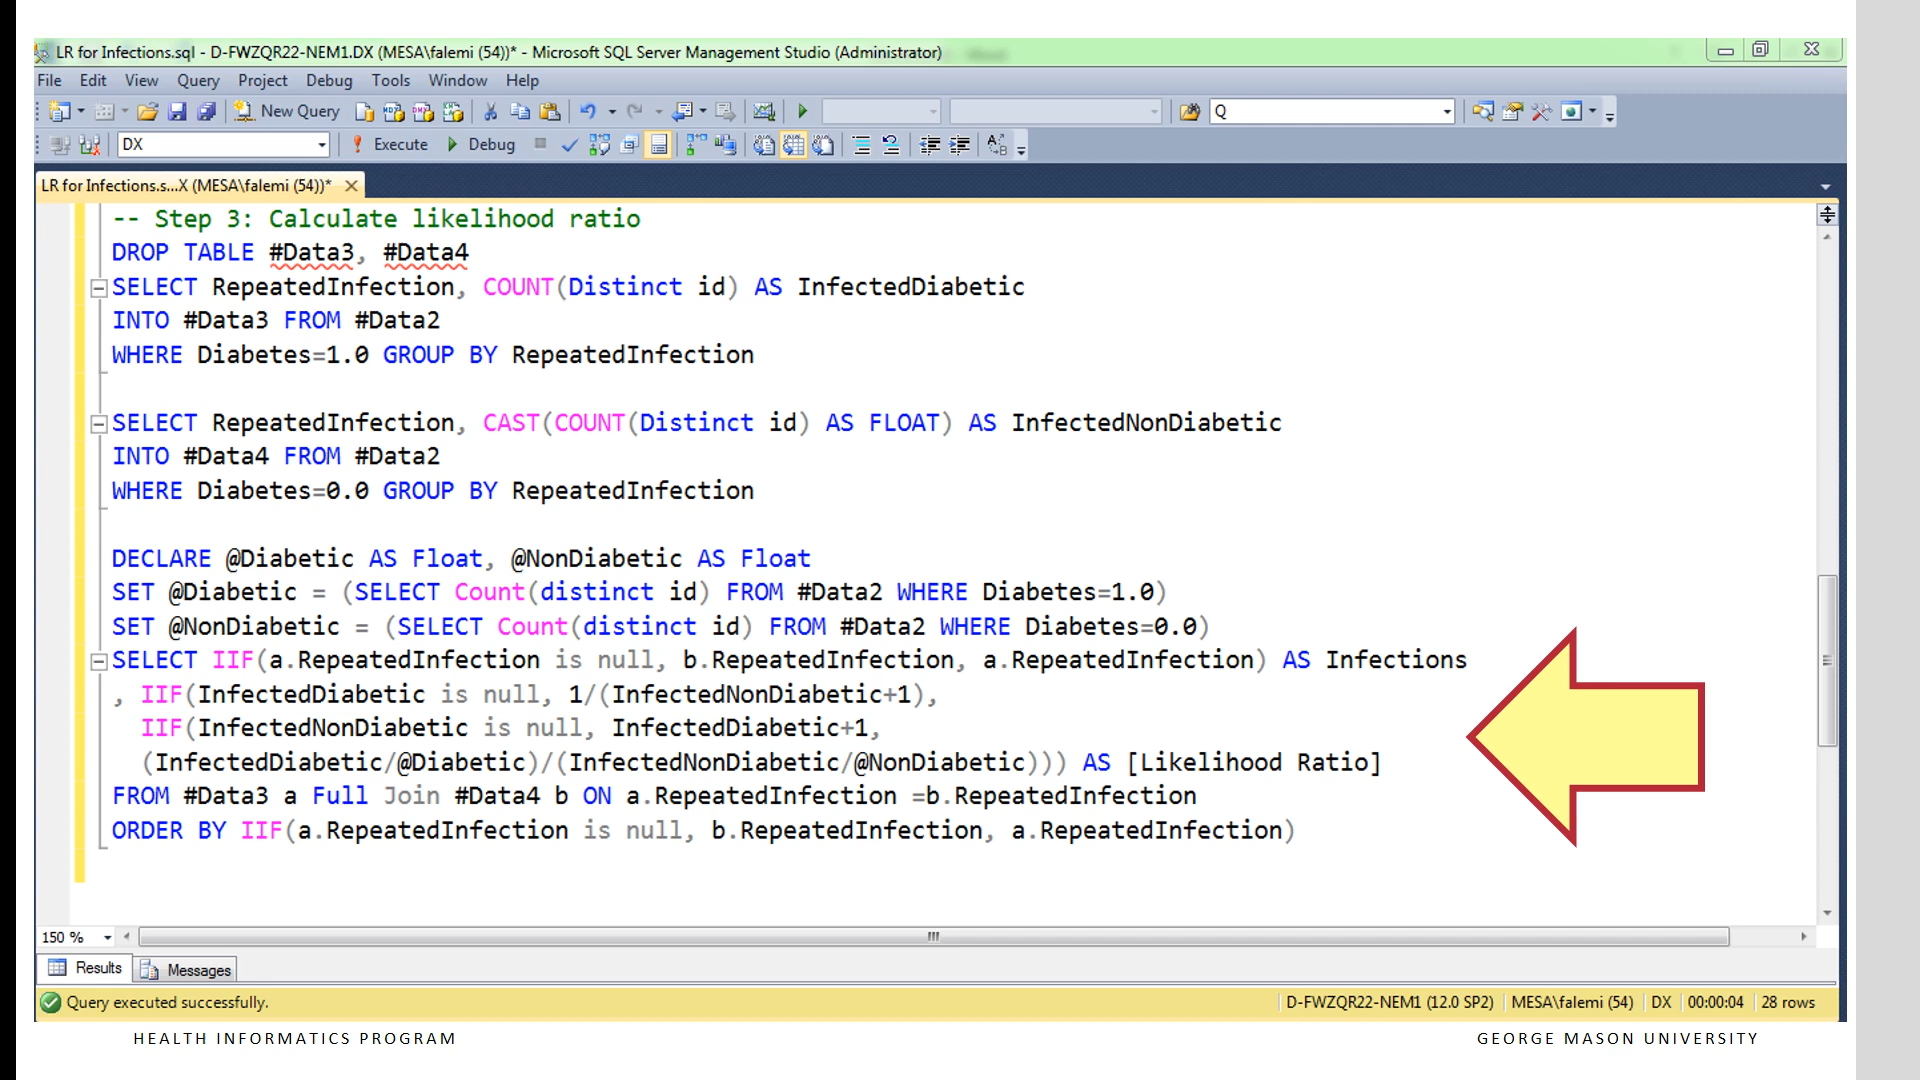 LR for Infections.sql - D-FWZQR22-NEM1.DX (MESA\falemi (54))* - Microsoft SQL Server Management Studio (Administrator)
File Edit View Query Project Debug Tools Window Help
New Query Q
DX Execute Debug
LR for Infections.s...X (MESA\falemi (54))*
-- Step 3: Calculate likelihood ratio
DROP TABLE #Data3, #Data4
SELECT RepeatedInfection, COUNT(Distinct id) AS InfectedDiabetic
INTO #Data3 FROM #Data2
WHERE Diabetes=1.0 GROUP BY RepeatedInfection
SELECT RepeatedInfection, CAST(COUNT(Distinct id) AS FLOAT) AS InfectedNonDiabetic
INTO #Data4 FROM #Data2
WHERE Diabetes=0.0 GROUP BY RepeatedInfection
DECLARE @Diabetic AS Float, @NonDiabetic AS Float
SET @Diabetic = (SELECT Count(distinct id) FROM #Data2 WHERE Diabetes=1.0)
SET @NonDiabetic = (SELECT Count(distinct id) FROM #Data2 WHERE Diabetes=0.0)
SELECT IIF(a.RepeatedInfection is null, b.RepeatedInfection, a.RepeatedInfection) AS Infections
, IIF(InfectedDiabetic is null, 1/(InfectedNonDiabetic+1),
IIF(InfectedNonDiabetic is null, InfectedDiabetic+1,
(InfectedDiabetic/@Diabetic)/(InfectedNonDiabetic/@NonDiabetic))) AS [Likelihood Ratio]
FROM #Data3 a Full Join #Data4 b ON a.RepeatedInfection =b.RepeatedInfection
ORDER BY IIF(a.RepeatedInfection is null, b.RepeatedInfection, a.RepeatedInfection)
150 %
Results Messages
Query executed successfully. D-FWZQR22-NEM1 (12.0 SP2) MESA\falemi (54) DX 00:00:04 28 rows
HEALTH INFORMATICS PROGRAM GEORGE MASON UNIVERSITY